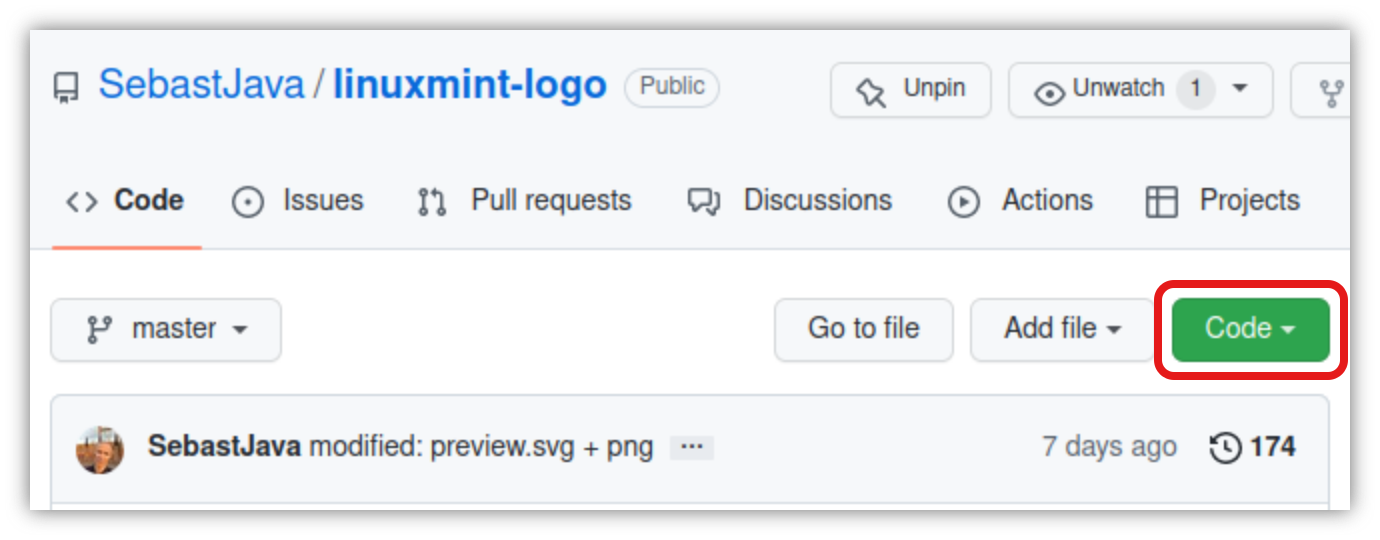 SebastJava / linuxmint-logo Public Unpin Unwatch 1
Code Issues Pull requests Discussions Actions Projects
master Go to file Add file Code
SebastJava modified: preview.svg + png ··· 7 days ago 174